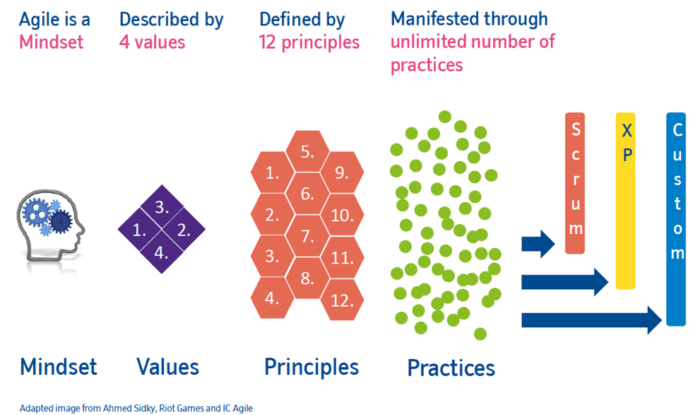 Agile is a
Mindset
Described by
4 values
Defined by
12 principles
Manifested through
unlimited number of
practices
1.
2.
3.
4.
1.
2.
3.
4.
5.
6.
7.
8.
9.
10.
11.
12.
Scrum
XP
Custom
Mindset
Values
Principles
Practices
Adapted image from Ahmed Sidky, Riot Games and IC Agile